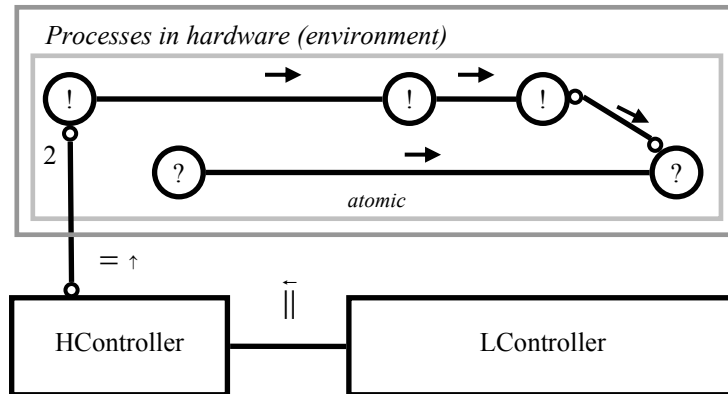 Processes in hardware (environment)
! ! !
2
? ?
atomic
= ↑
←
||
HController LController